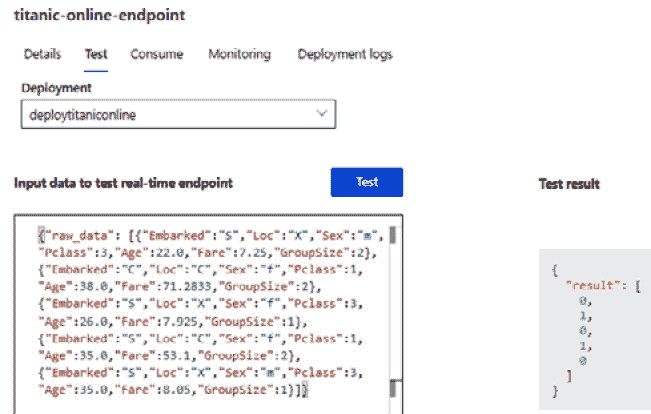 titanic-online-endpoint
Details Test Consume Monitoring Deployment logs
Deployment
deploytitaniconline
Input data to test real-time endpoint
Test
Test result
{"raw_data": [{"Embarked":"S","Loc":"X","Sex":"m",
"Pclass":3,"Age":22.0,"Fare":7.25,"GroupSize":2},
{"Embarked":"C","Loc":"C","Sex":"f","Pclass":1,
"Age":38.0,"Fare":71.2833,"GroupSize":2},
{"Embarked":"S","Loc":"X","Sex":"f","Pclass":3,
"Age":26.0,"Fare":7.925,"GroupSize":1},
{"Embarked":"S","Loc":"C","Sex":"f","Pclass":1,
"Age":35.0,"Fare":53.1,"GroupSize":2},
{"Embarked":"S","Loc":"X","Sex":"m","Pclass":3,
"Age":35.0,"Fare":8.05,"GroupSize":1}]}
{
"result": [
0,
1,
0,
1,
0
]
}